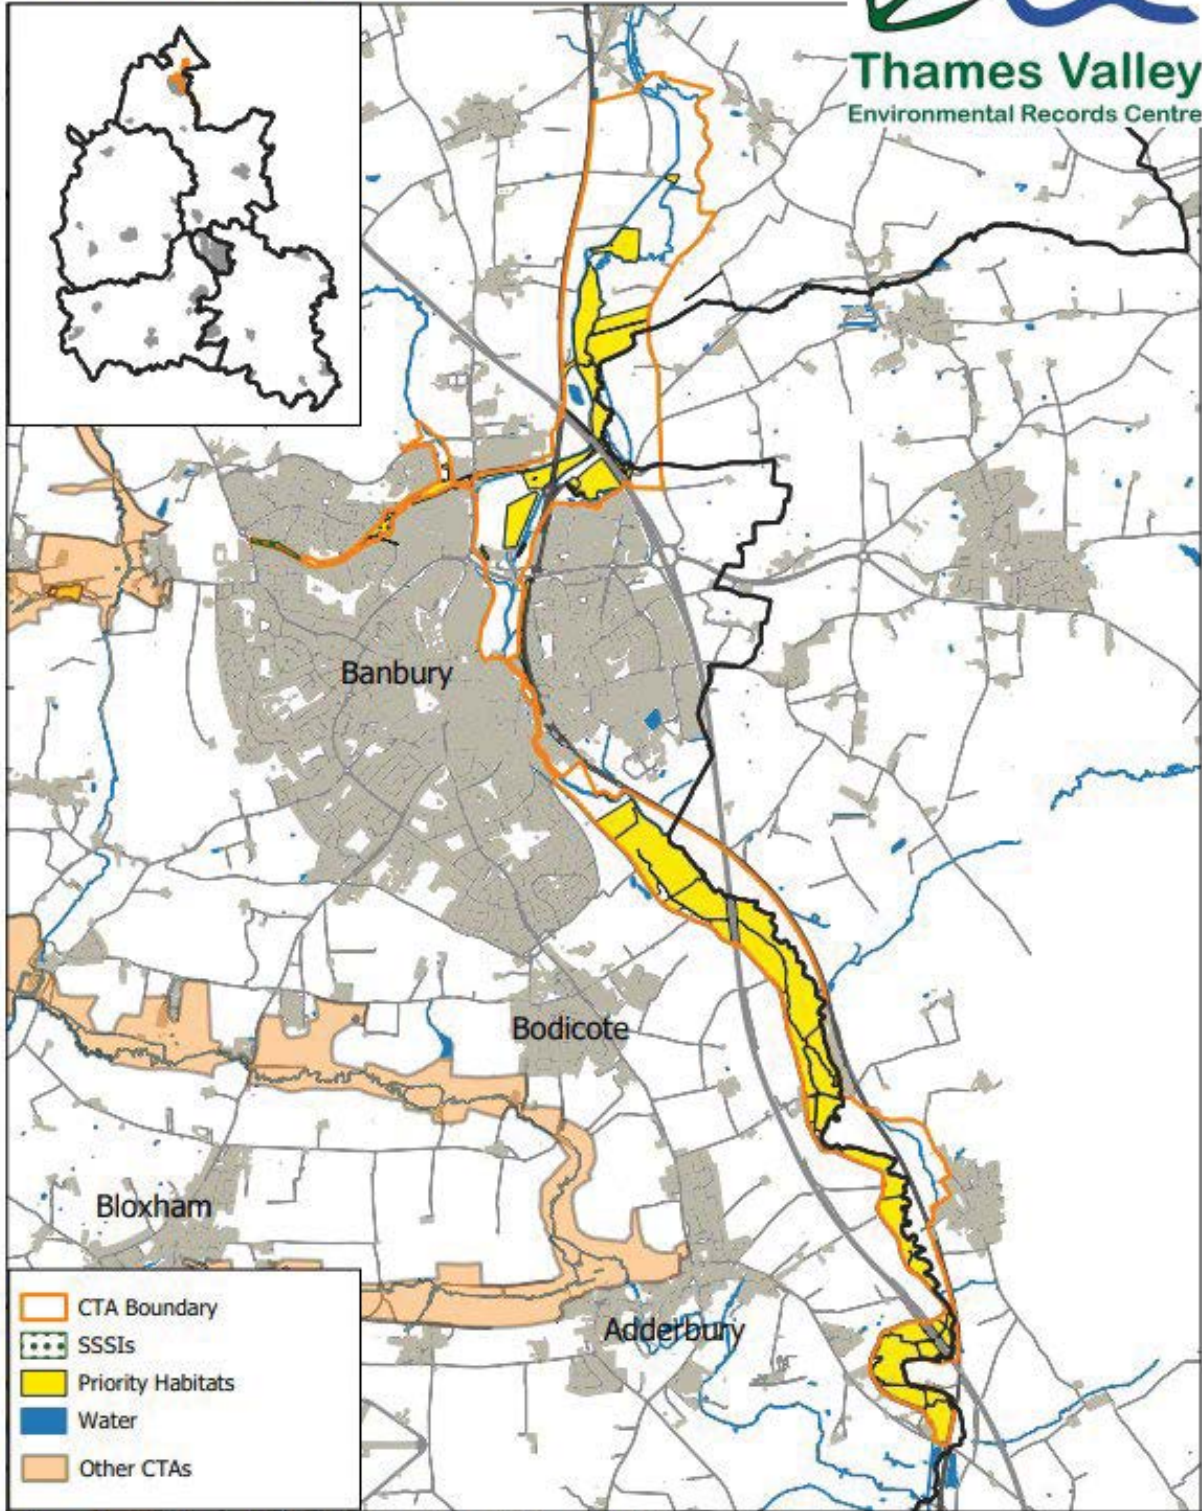 Thames Valley
Environmental Records Centre
Banbury
Bodicote
Bloxham
Adderbury
CTA Boundary
SSSIs
Priority Habitats
Water
Other CTAs